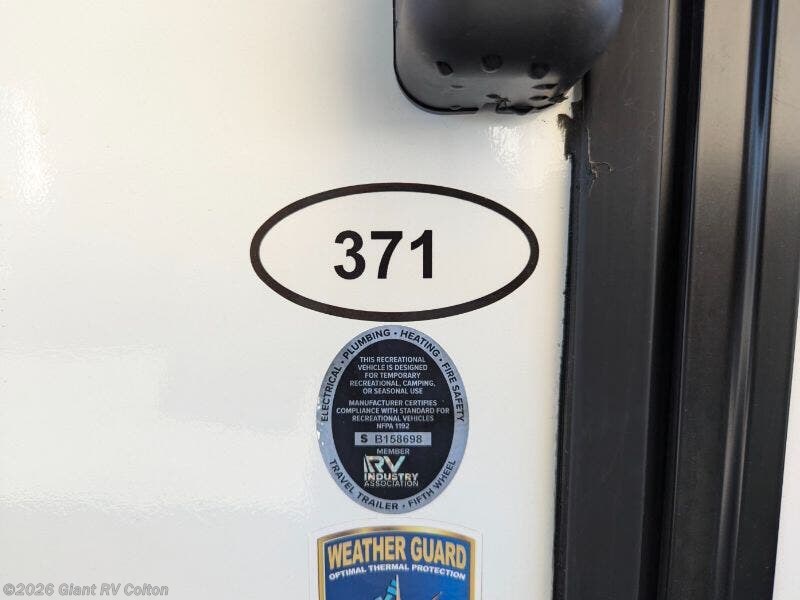 371
ELECTRICAL • PLUMBING • HEATING • FIRE SAFETY
THIS RECREATIONAL
VEHICLE IS DESIGNED
FOR TEMPORARY
RECREATIONAL, CAMPING,
OR SEASONAL USE
MANUFACTURER CERTIFIES
COMPLIANCE WITH STANDARD FOR
RECREATIONAL VEHICLES
NFPA 1192
S B158698
MEMBER
RV
INDUSTRY
ASSOCIATION
TRAVEL TRAILER • FIFTH WHEEL
WEATHER GUARD
OPTIMAL THERMAL PROTECTION
©2026 Giant RV Colton